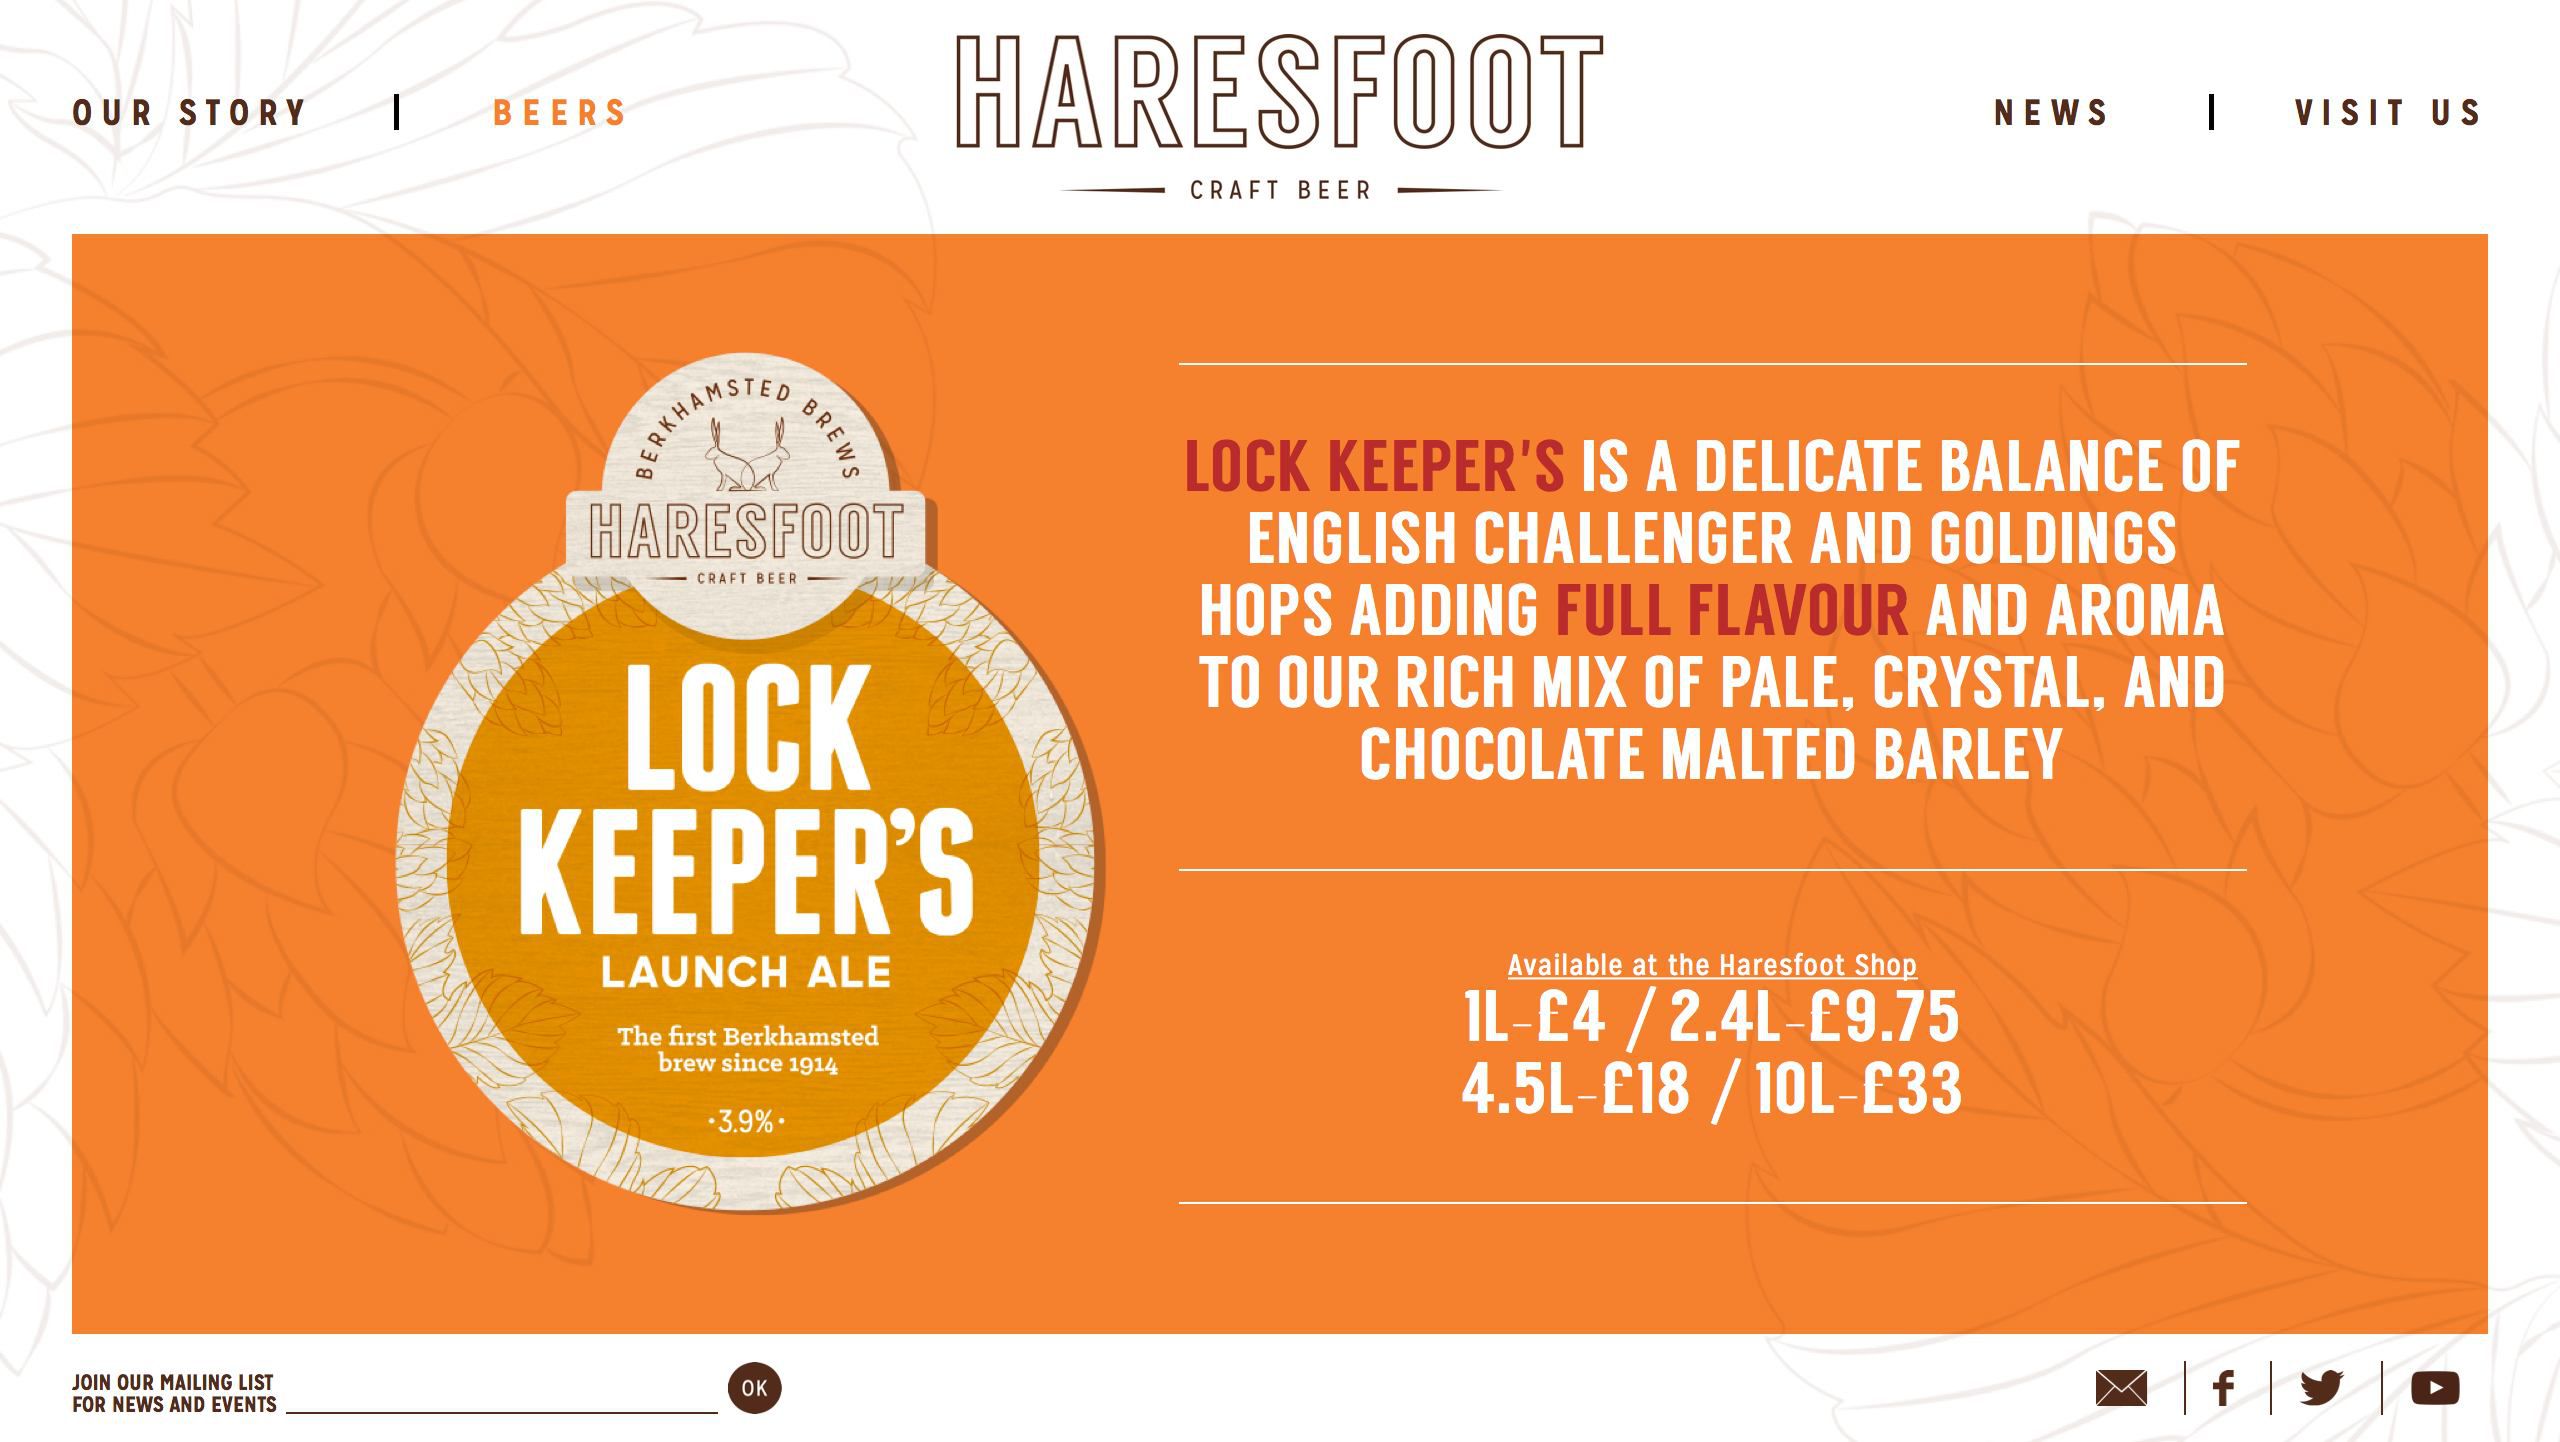 OUR STORY | BEERS
HARESFOOT
CRAFT BEER
NEWS | VISIT US
BERKHAMSTED BREWS
HARESFOOT
CRAFT BEER
LOCK
KEEPER’S
LAUNCH ALE
The first Berkhamsted
brew since 1914
·3.9%·
LOCK KEEPER'S IS A DELICATE BALANCE OF
ENGLISH CHALLENGER AND GOLDINGS
HOPS ADDING FULL FLAVOUR AND AROMA
TO OUR RICH MIX OF PALE, CRYSTAL, AND
CHOCOLATE MALTED BARLEY
Available at the Haresfoot Shop
1L-£4 / 2.4L-£9.75
4.5L-£18 / 10L-£33
JOIN OUR MAILING LIST
FOR NEWS AND EVENTS
OK